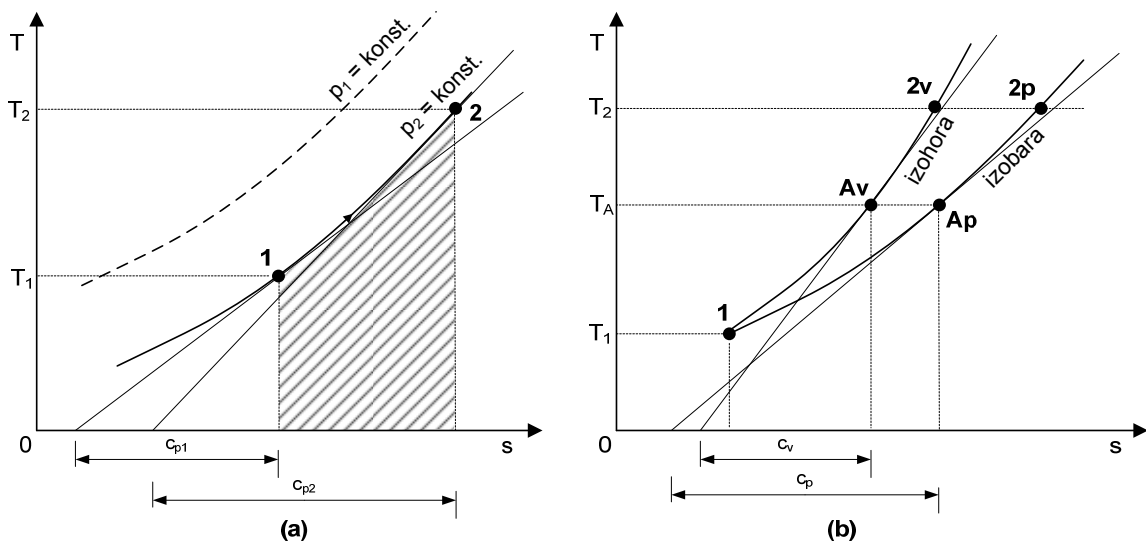 T
p₁ = konst.
p₂ = konst.
T₂
2
1
T₁
0
s
cₚ₁
cₚ₂
(a)
T
2v
2p
T₂
izohora
izobara
Av
Tᴀ
Ap
1
T₁
0
s
cᵥ
cₚ
(b)